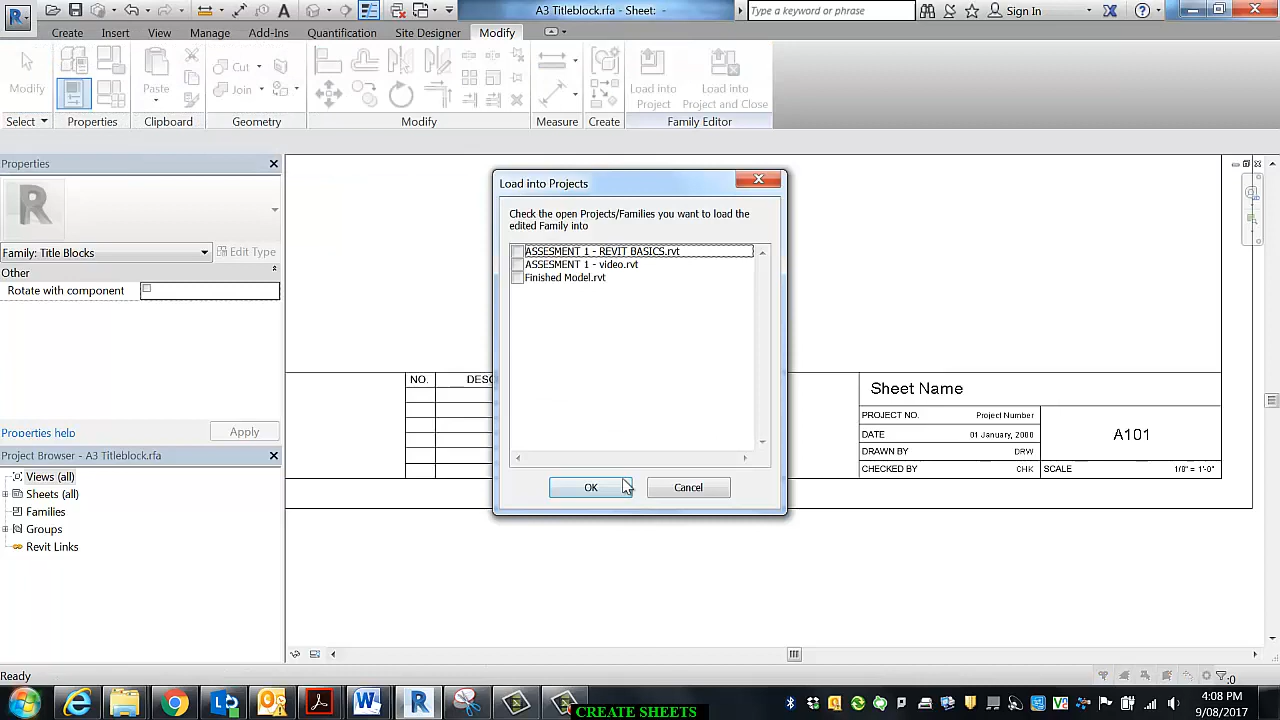 A3 Titleblock.rfa - Sheet: -
Type a keyword or phrase
Sign In
Create Insert View Manage Add-Ins Quantification Site Designer Modify
Modify
Paste
Cut
Join
Load into
Project
Load into
Project and Close
Select Properties Clipboard Geometry Modify Measure Create Family Editor
Properties
R
Family: Title Blocks
Edit Type
Other
Rotate with component
Properties help
Apply
Project Browser - A3 Titleblock.rfa
Views (all)
Sheets (all)
Families
Groups
Revit Links
Load into Projects
Check the open Projects/Families you want to load the
edited Family into
ASSESMENT 1 - REVIT BASICS.rvt
ASSESMENT 1 - video.rvt
Finished Model.rvt
OK
Cancel
NO.
DESC
Sheet Name
PROJECT NO. Project Number
DATE 01 January, 2000
DRAWN BY DRW
CHECKED BY CHK
A101
SCALE 1/8" = 1'-0"
Ready
:0
CREATE SHEETS
4:08 PM
9/08/2017